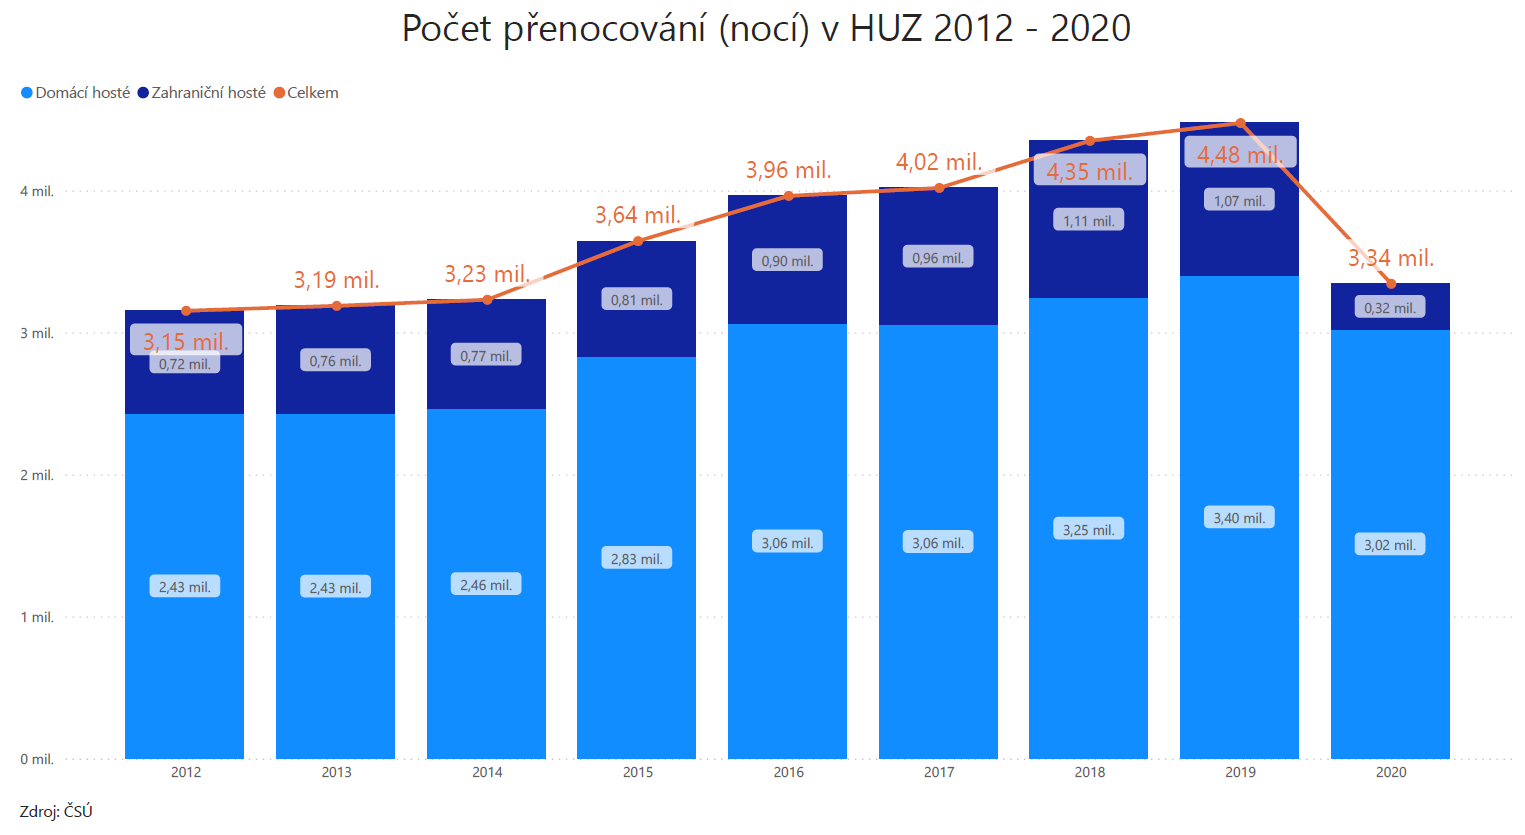 Počet přenocování (nocí) v HUZ 2012 - 2020
Domácí hosté Zahraniční hosté Celkem
4 mil.
3 mil.
2 mil.
1 mil.
0 mil.
3,15 mil.
3,19 mil.
3,23 mil.
3,64 mil.
3,96 mil.
4,02 mil.
4,35 mil.
4,48 mil.
3,34 mil.
0,72 mil.
0,76 mil.
0,77 mil.
0,81 mil.
0,90 mil.
0,96 mil.
1,11 mil.
1,07 mil.
0,32 mil.
2,43 mil.
2,43 mil.
2,46 mil.
2,83 mil.
3,06 mil.
3,06 mil.
3,25 mil.
3,40 mil.
3,02 mil.
2012 2013 2014 2015 2016 2017 2018 2019 2020
Zdroj: ČSÚ